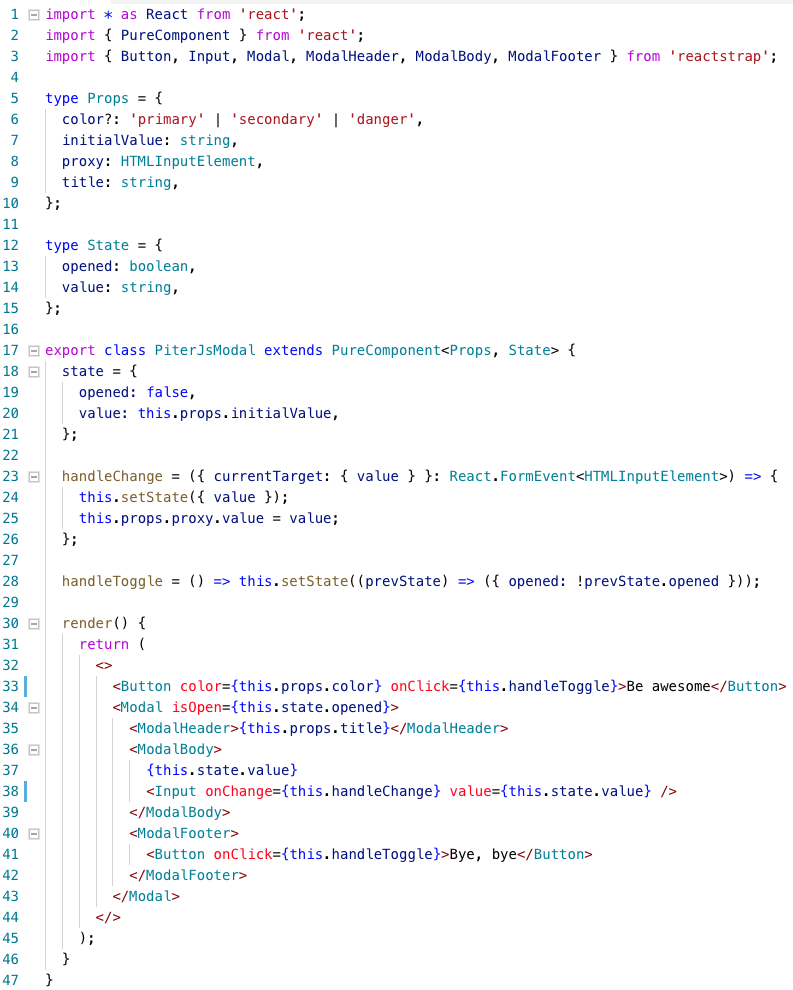 1 import * as React from 'react';
2 import { PureComponent } from 'react';
3 import { Button, Input, Modal, ModalHeader, ModalBody, ModalFooter } from 'reactstrap';
4
5 type Props = {
6   color?: 'primary' | 'secondary' | 'danger',
7   initialValue: string,
8   proxy: HTMLInputElement,
9   title: string,
10 };
11
12 type State = {
13   opened: boolean,
14   value: string,
15 };
16
17 export class PiterJsModal extends PureComponent<Props, State> {
18   state = {
19     opened: false,
20     value: this.props.initialValue,
21   };
22
23   handleChange = ({ currentTarget: { value } }: React.FormEvent<HTMLInputElement>) => {
24     this.setState({ value });
25     this.props.proxy.value = value;
26   };
27
28   handleToggle = () => this.setState((prevState) => ({ opened: !prevState.opened }));
29
30   render() {
31     return (
32       <>
33         <Button color={this.props.color} onClick={this.handleToggle}>Be awesome</Button>
34         <Modal isOpen={this.state.opened}>
35           <ModalHeader>{this.props.title}</ModalHeader>
36           <ModalBody>
37             {this.state.value}
38             <Input onChange={this.handleChange} value={this.state.value} />
39           </ModalBody>
40           <ModalFooter>
41             <Button onClick={this.handleToggle}>Bye, bye</Button>
42           </ModalFooter>
43         </Modal>
44       </>
45     );
46   }
47 }